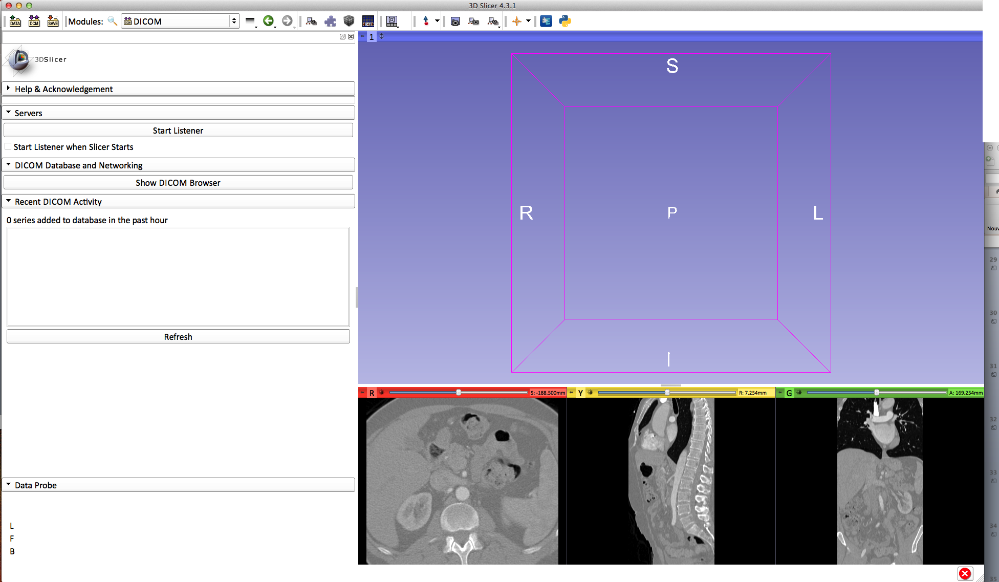 3D Slicer 4.3.1
DATA DCM SAVE Modules: DCM DICOM
1
3DSlicer
Help & Acknowledgement
Servers
Start Listener
Start Listener when Slicer Starts
DICOM Database and Networking
Show DICOM Browser
Recent DICOM Activity
0 series added to database in the past hour
Refresh
Data Probe
L
F
B
S
R P L
I
R S: -188.500mm Y R: 7.254mm G A: 169.254mm
Nouv
29
30
31
32
33
34
35